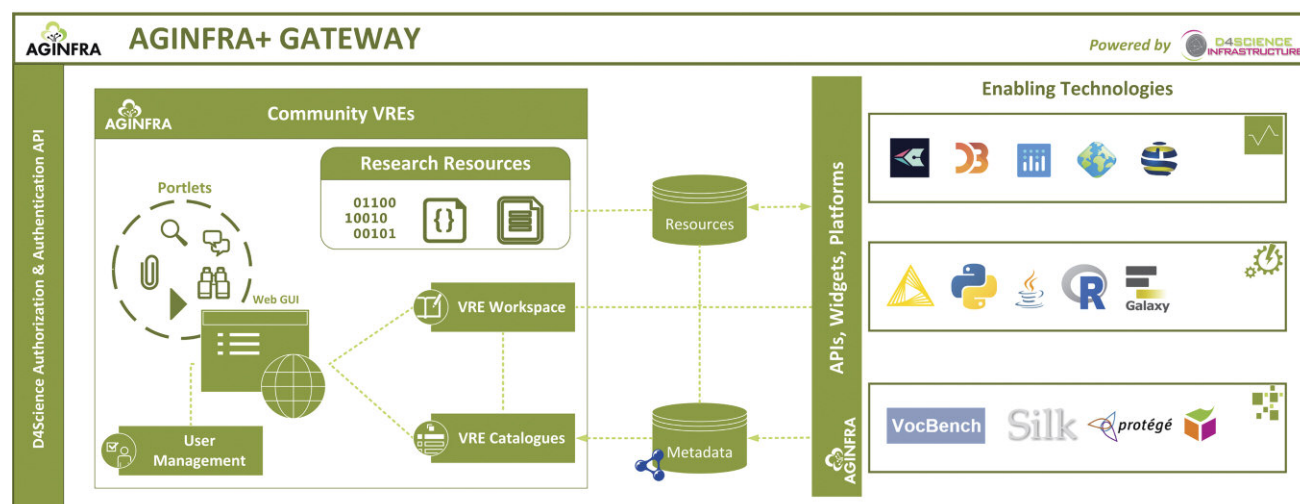 AGINFRA
AGINFRA+ GATEWAY
Powered by
D4SCIENCE
INFRASTRUCTURE
D4Science Authorization & Authentication API
AGINFRA
Community VREs
Research Resources
01100
10010
00101
{}
Portlets
Web GUI
VRE Workspace
VRE Catalogues
User
Management
Resources
Metadata
APIs, Widgets, Platforms
AGINFRA
Enabling Technologies
D3
R
Galaxy
VocBench
Silk
protégé